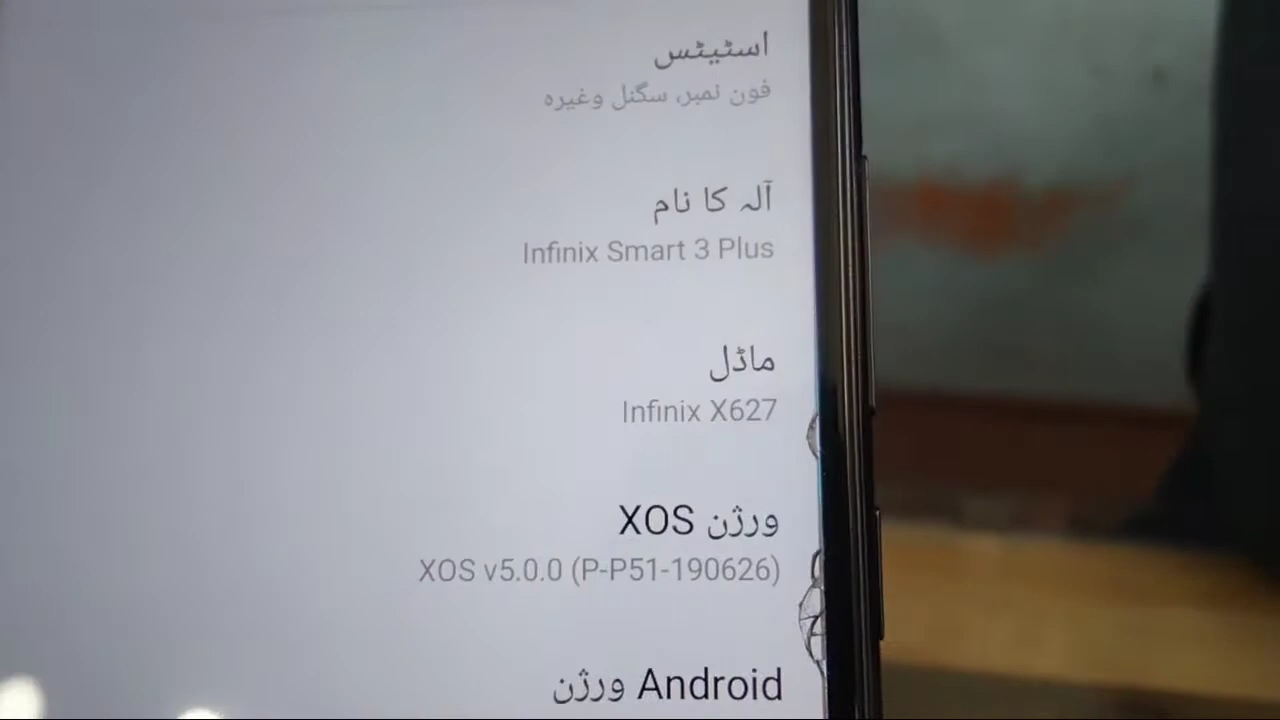 اسٹیٹس
فون نمبر، سگنل وغیرہ
آلہ کا نام
Infinix Smart 3 Plus
ماڈل
Infinix X627
ورژن XOS
XOS v5.0.0 (P-P51-190626)
Android ورژن